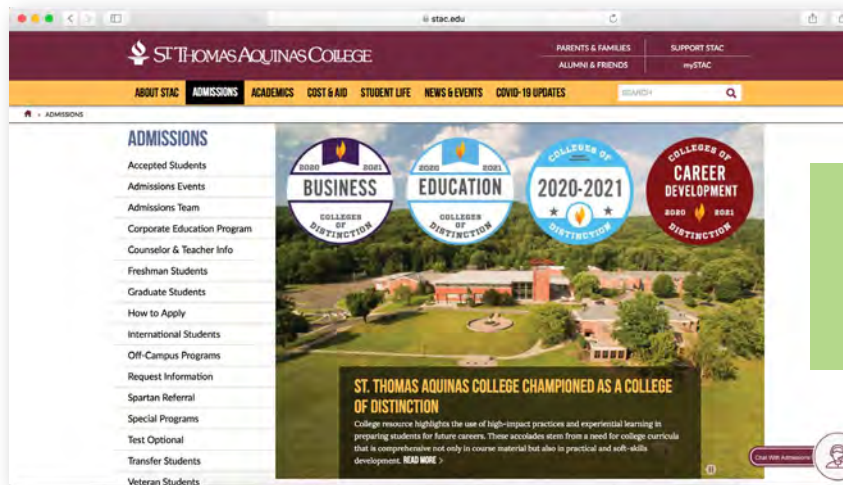 stac.edu
ST. THOMAS AQUINAS COLLEGE
PARENTS & FAMILIES
SUPPORT STAC
ALUMNI & FRIENDS
mySTAC
ABOUT STAC
ADMISSIONS
ACADEMICS
COST & AID
STUDENT LIFE
NEWS & EVENTS
COVID-19 UPDATES
SEARCH
> ADMISSIONS
ADMISSIONS
Accepted Students
Admissions Events
Admissions Team
Corporate Education Program
Counselor & Teacher Info
Freshman Students
Graduate Students
How to Apply
International Students
Off-Campus Programs
Request Information
Spartan Referral
Special Programs
Test Optional
Transfer Students
Veteran Students
2020 2021
BUSINESS
COLLEGES
OF
DISTINCTION
2020 2021
EDUCATION
COLLEGES
OF
DISTINCTION
COLLEGES OF
2020-2021
DISTINCTION
COLLEGES OF
CAREER
DEVELOPMENT
2020 2021
DISTINCTION
ST. THOMAS AQUINAS COLLEGE CHAMPIONED AS A COLLEGE
OF DISTINCTION
College resource highlights the use of high-impact practices and experiential learning in
preparing students for future careers. These accolades stem from a need for college curricula
that is comprehensive not only in course material but also in practical and soft-skills
development. READ MORE >
Chat With Admissions